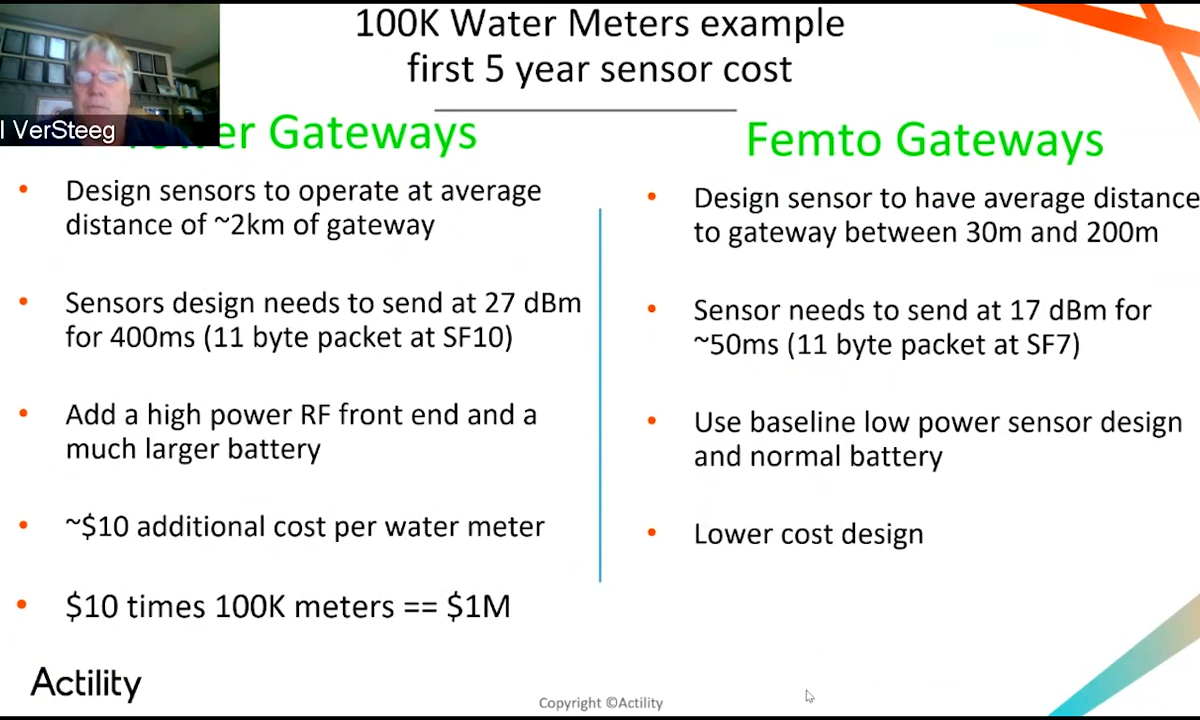 100K Water Meters example
first 5 year sensor cost
l VerSteeg
er Gateways
Design sensors to operate at average
distance of ~2km of gateway
Sensors design needs to send at 27 dBm
for 400ms (11 byte packet at SF10)
Add a high power RF front end and a
much larger battery
~$10 additional cost per water meter
$10 times 100K meters == $1M
Femto Gateways
Design sensor to have average distance
to gateway between 30m and 200m
Sensor needs to send at 17 dBm for
~50ms (11 byte packet at SF7)
Use baseline low power sensor design
and normal battery
Lower cost design
Actility
Copyright ©Actility